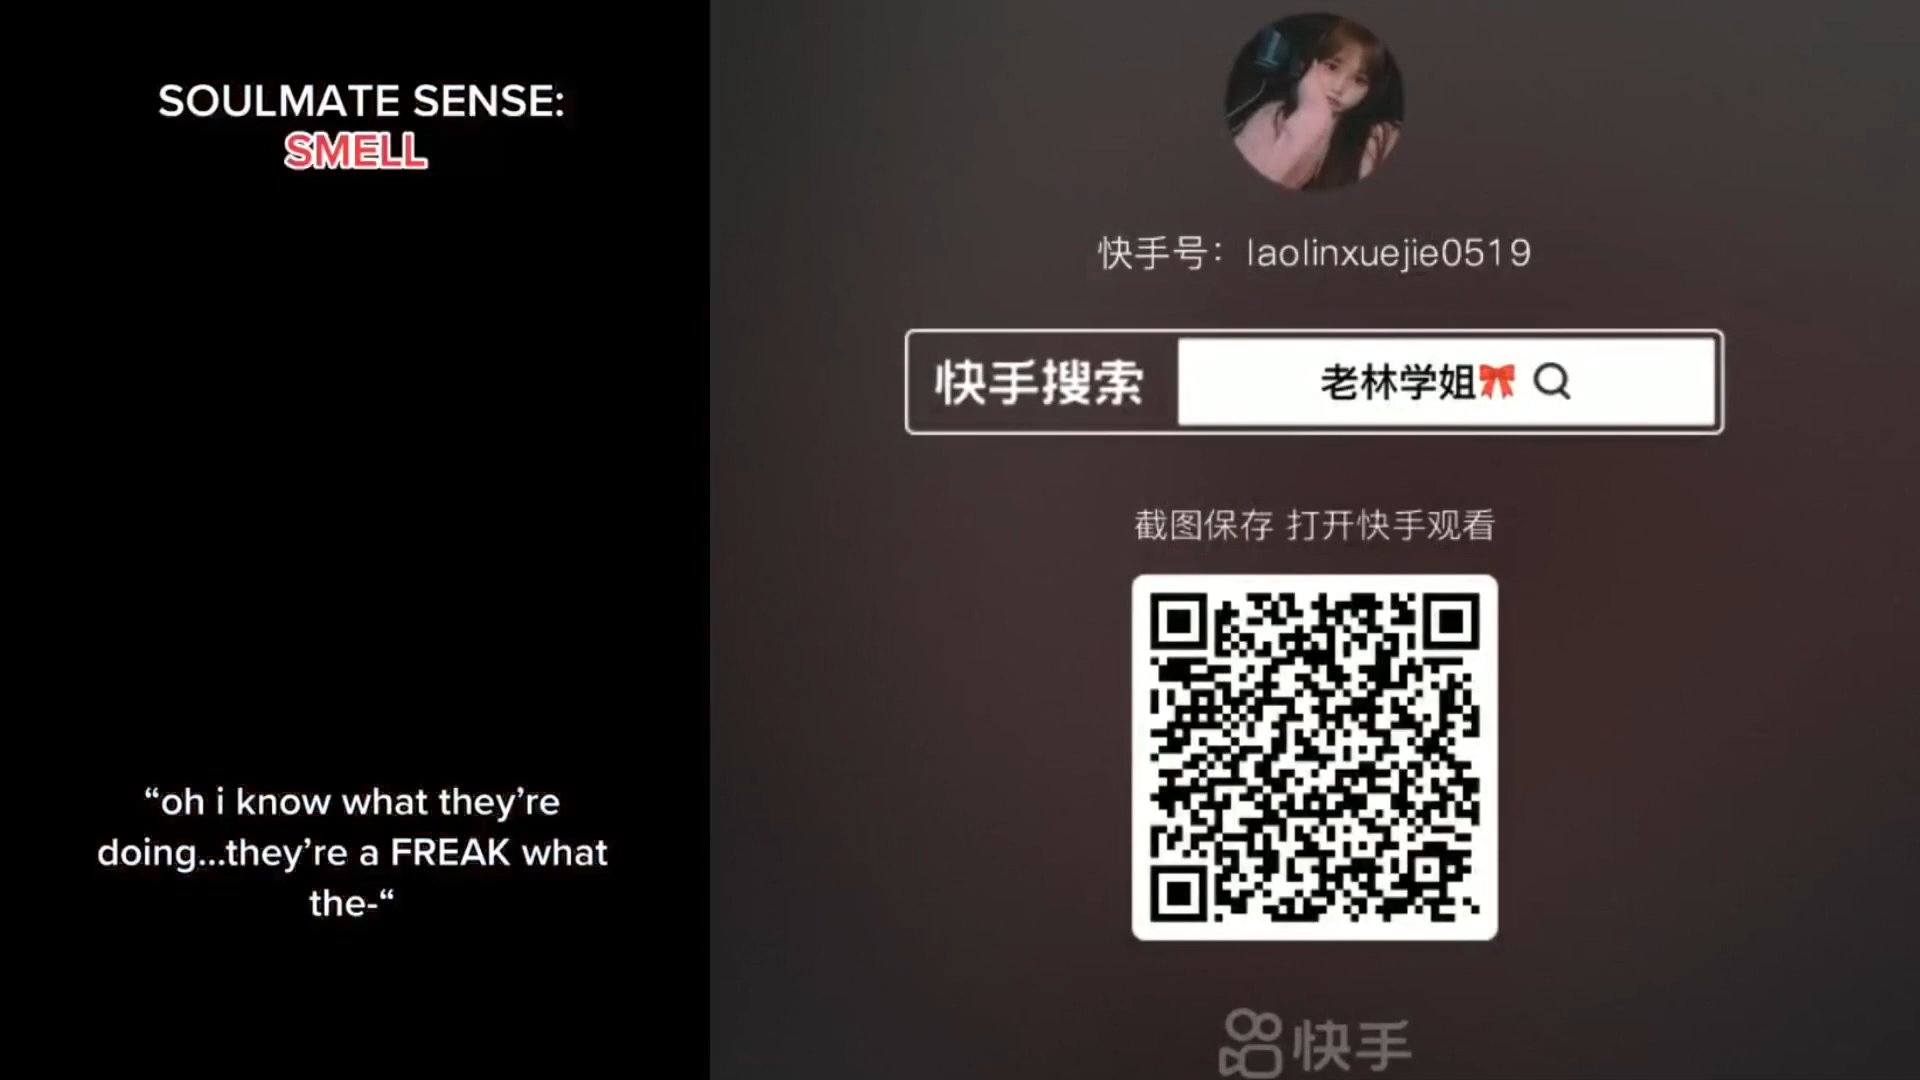 SOULMATE SENSE:
SMELL
“oh i know what they’re
doing...they’re a FREAK what
the-“
快手号：laolinxuejie0519
快手搜索 老林学姐🎀
截图保存 打开快手观看
快手